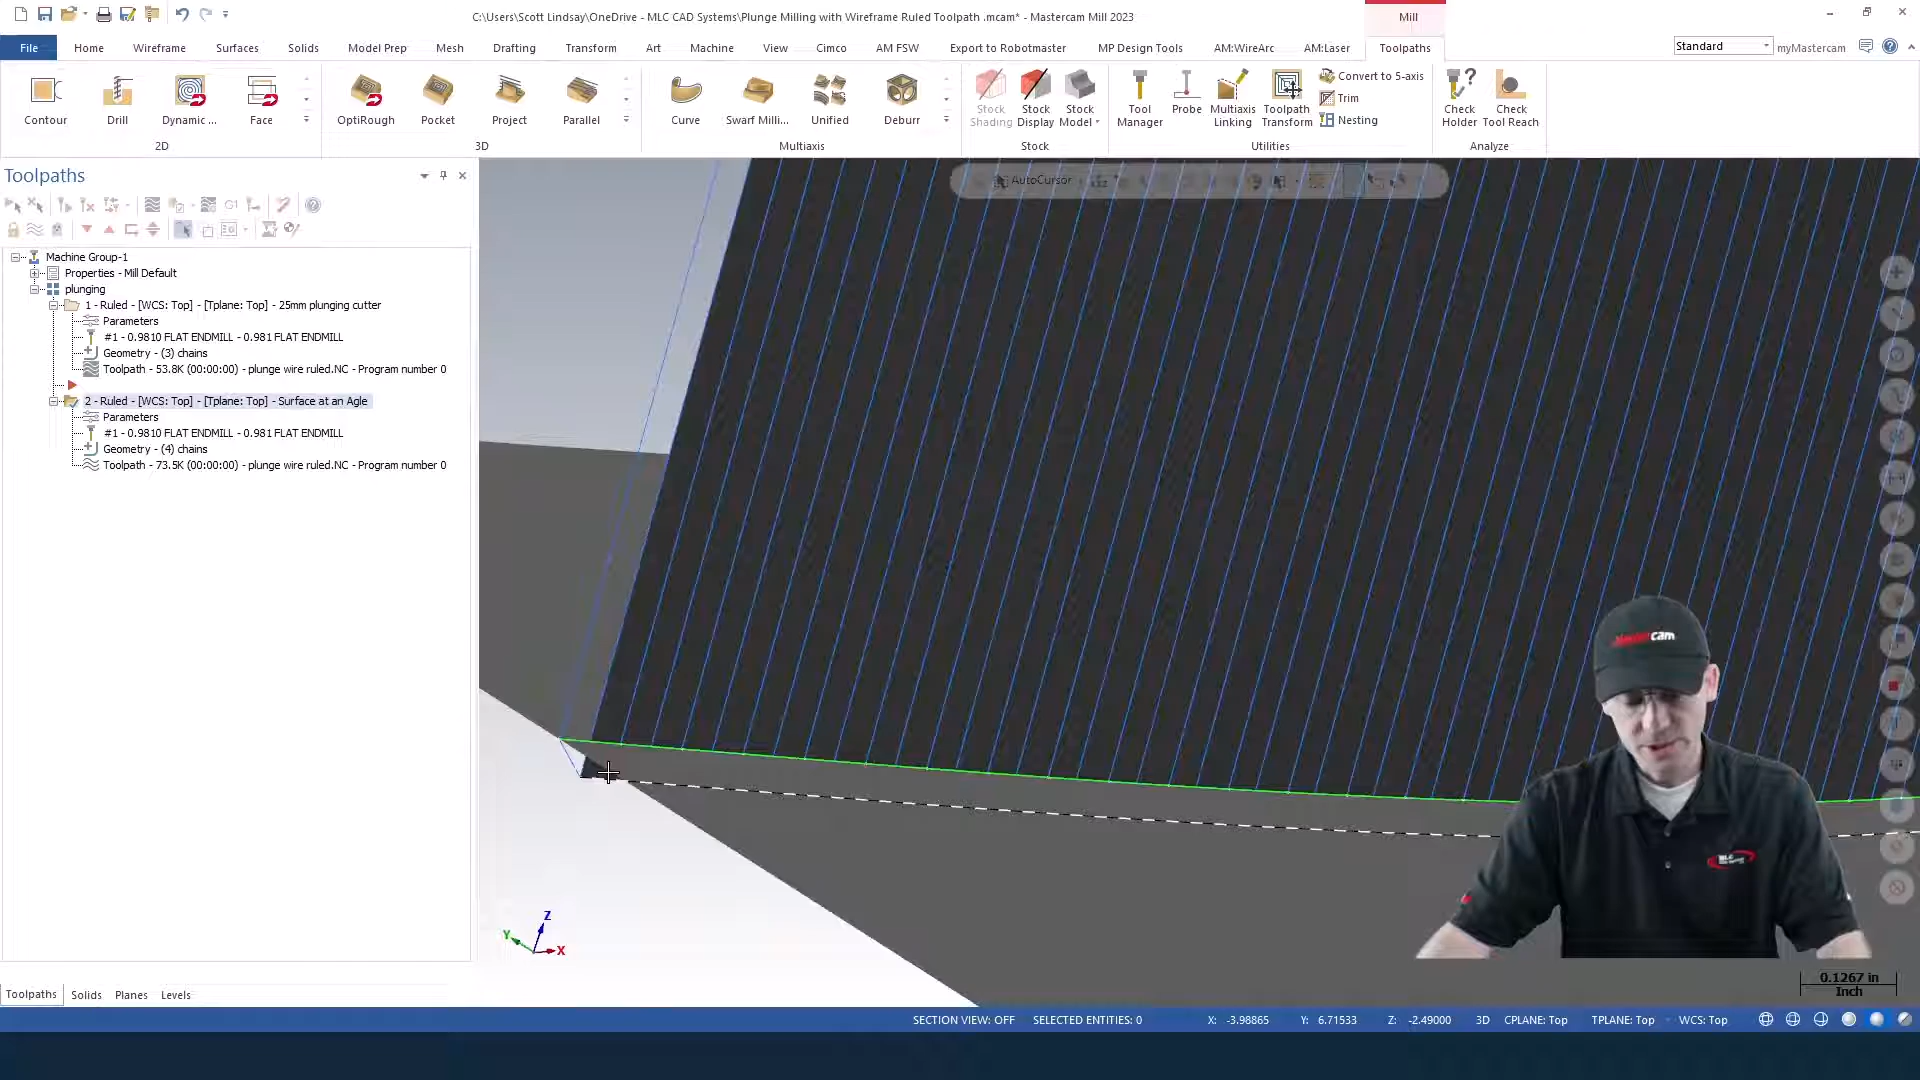 C:\Users\Scott Lindsay\OneDrive - MLC CAD Systems\Plunge Milling with Wireframe Ruled Toolpath .mcam* - Mastercam Mill 2023
Mill
File Home Wireframe Surfaces Solids Model Prep Mesh Drafting Transform Art Machine View Cimco AM FSW Export to Robotmaster MP Design Tools AM:WireArc AM:Laser Toolpaths
Standard
myMastercam
Contour Drill Dynamic ... Face
2D
OptiRough Pocket Project Parallel
3D
Curve Swarf Milli... Unified Deburr
Multiaxis
Stock Shading
Stock Display
Stock Model
Stock
Tool Manager
Probe
Multiaxis Linking
Toolpath Transform
Convert to 5-axis
Trim
Nesting
Utilities
Check Holder
Check Tool Reach
Analyze
Toolpaths
AutoCursor
G1
Machine Group-1
Properties - Mill Default
plunging
1 - Ruled - [WCS: Top] - [Tplane: Top] - 25mm plunging cutter
Parameters
#1 - 0.9810 FLAT ENDMILL - 0.981 FLAT ENDMILL
Geometry - (3) chains
Toolpath - 53.8K (00:00:00) - plunge wire ruled.NC - Program number 0
2 - Ruled - [WCS: Top] - [Tplane: Top] - Surface at an Agle
Parameters
#1 - 0.9810 FLAT ENDMILL - 0.981 FLAT ENDMILL
Geometry - (4) chains
Toolpath - 73.5K (00:00:00) - plunge wire ruled.NC - Program number 0
Mastercam
MLC
Z
Y
X
0.1267 in
Inch
Toolpaths Solids Planes Levels
SECTION VIEW: OFF SELECTED ENTITIES: 0 X: -3.98865 Y: 6.71533 Z: -2.49000 3D CPLANE: Top TPLANE: Top WCS: Top